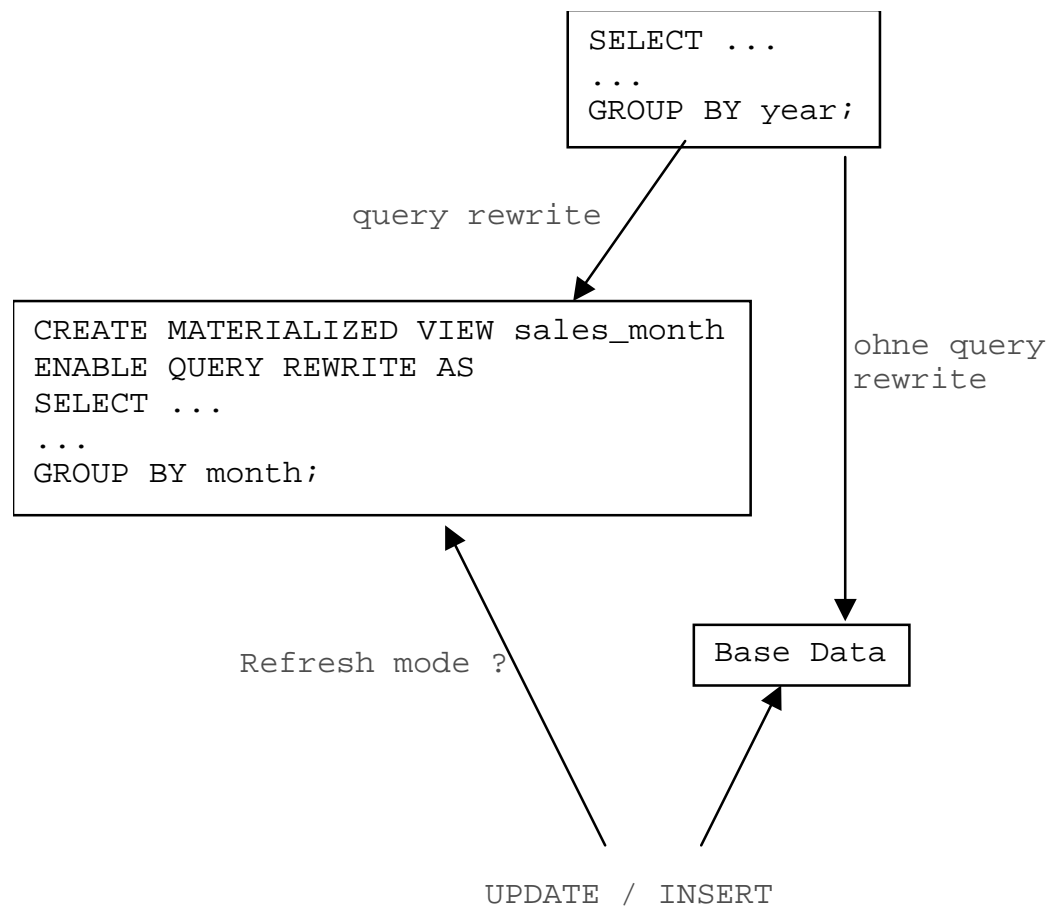 SELECT ...
...
GROUP BY year;
query rewrite
CREATE MATERIALIZED VIEW sales_month
ENABLE QUERY REWRITE AS
SELECT ...
...
GROUP BY month;
ohne query
rewrite
Base Data
Refresh mode ?
UPDATE / INSERT